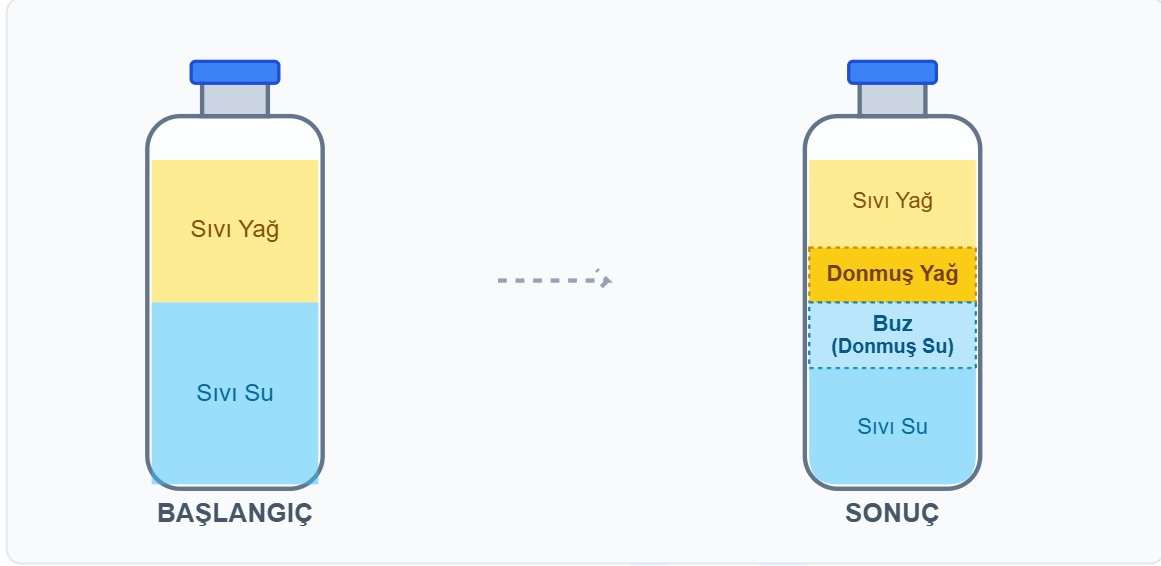 Sıvı Yağ
Sıvı Su
BAŞLANGIÇ
Sıvı Yağ
Donmuş Yağ
Buz
(Donmuş Su)
Sıvı Su
SONUÇ